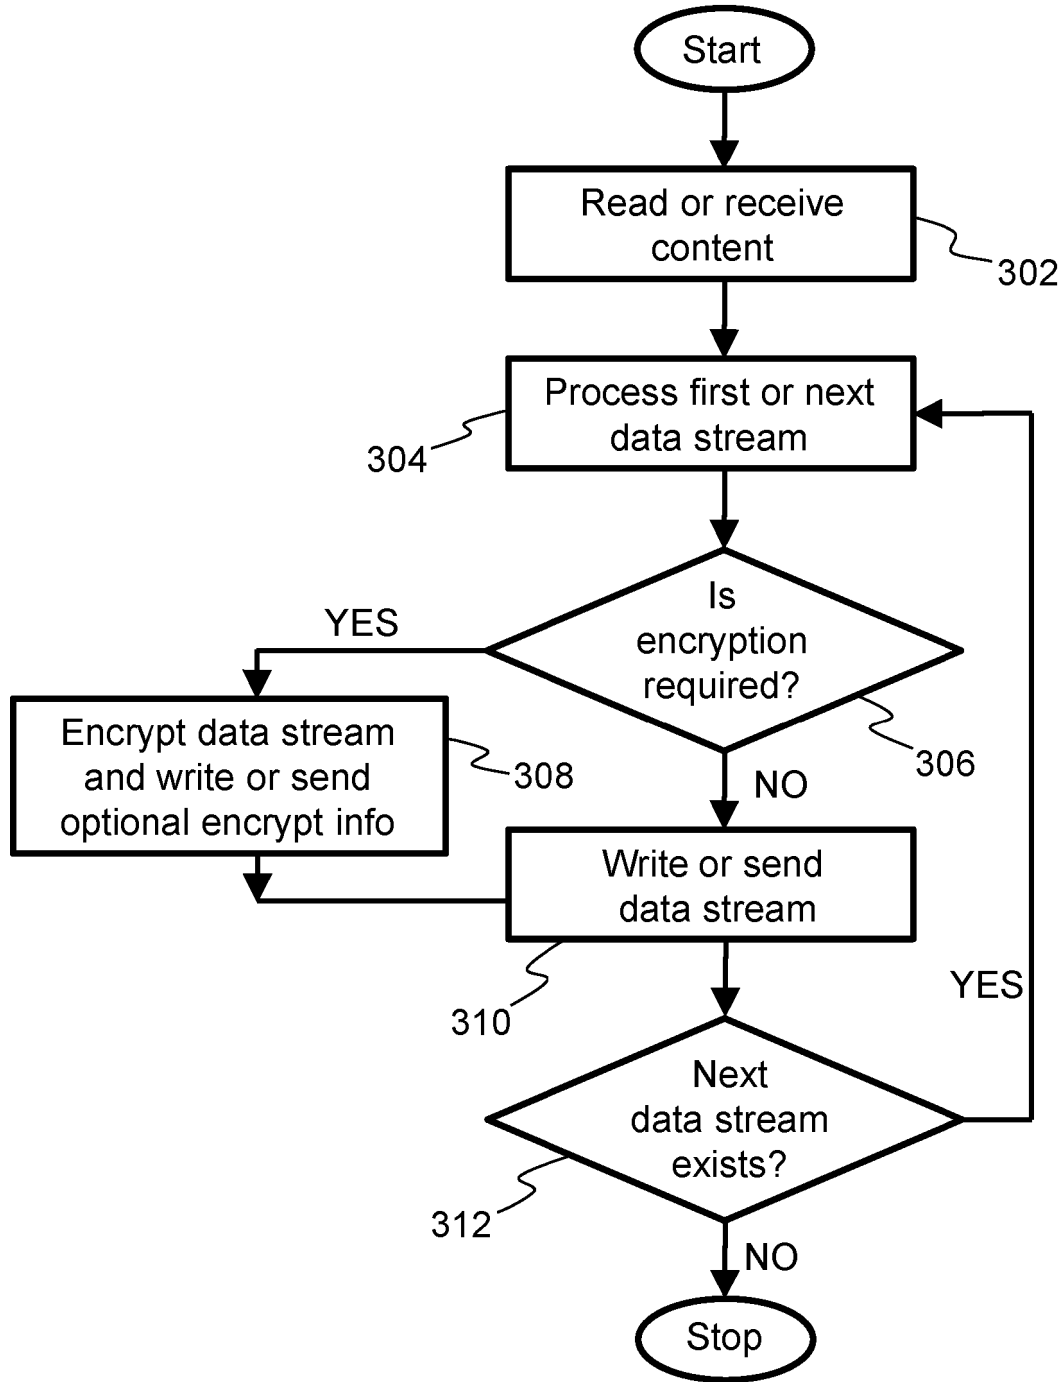 Start
Read or receive
content
302
Process first or next
data stream
304
Is
encryption
required?
306
YES
Encrypt data stream
and write or send
optional encrypt info
308
NO
Write or send
data stream
310
YES
Next
data stream
exists?
312
NO
Stop